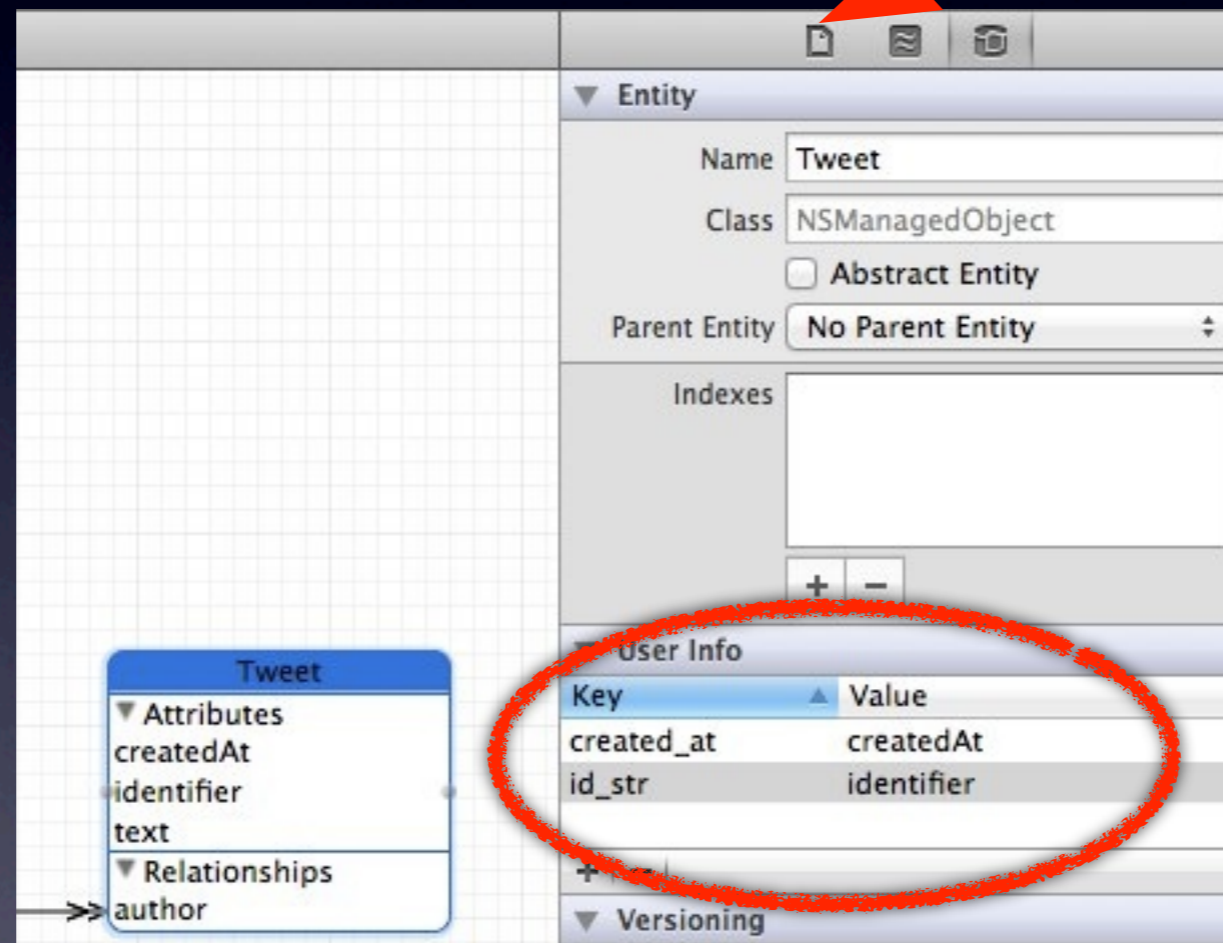 Entity
Name Tweet
Class NSManagedObject
Abstract Entity
Parent Entity No Parent Entity
Indexes
+ −
User Info
Key Value
created_at createdAt
id_str identifier
+
Versioning
Tweet
Attributes
createdAt
identifier
text
Relationships
author